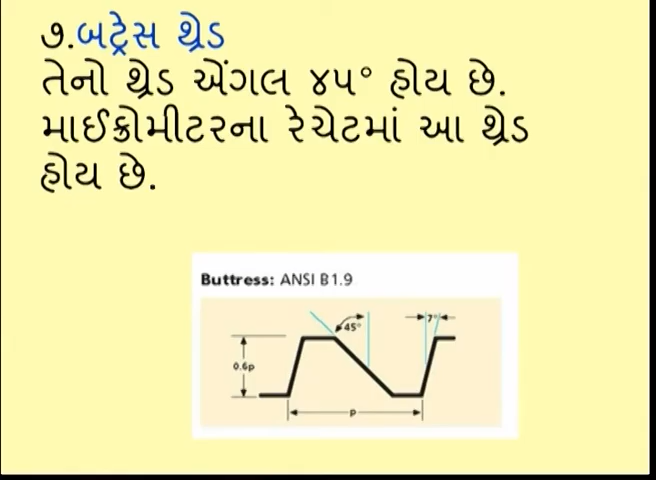 ૭.બટ્રેસ થ્રેડ
તેનો થ્રેડ એંગલ ૪૫° હોય છે.
માઈક્રોમીટરના રેચેટમાં આ થ્રેડ
હોય છે.
Buttress: ANSI B1.9
45°
7°
0.6p
P